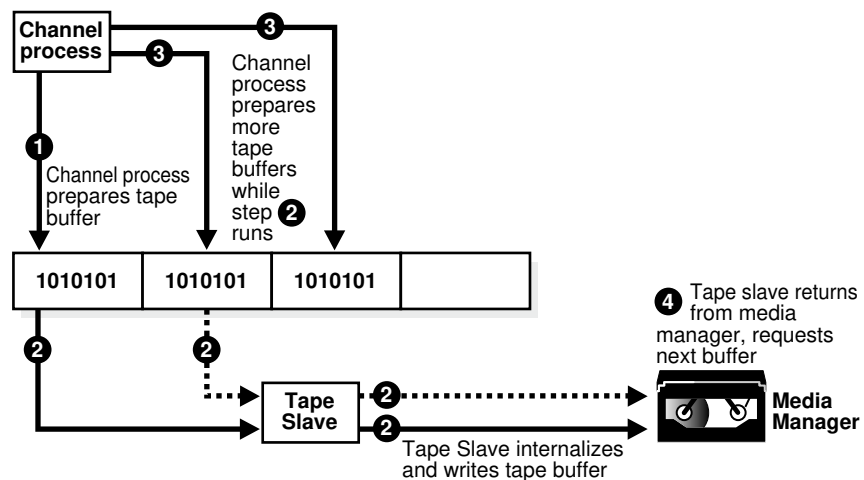 Channel
process
3
3
1
Channel process
prepares tape
buffer
Channel
process
prepares
more
tape
buffers
while
step 2
runs
1010101
1010101
1010101
2
2
Tape
Slave
2
2
Tape Slave internalizes
and writes tape buffer
4 Tape slave returns
from media
manager, requests
next buffer
Media
Manager